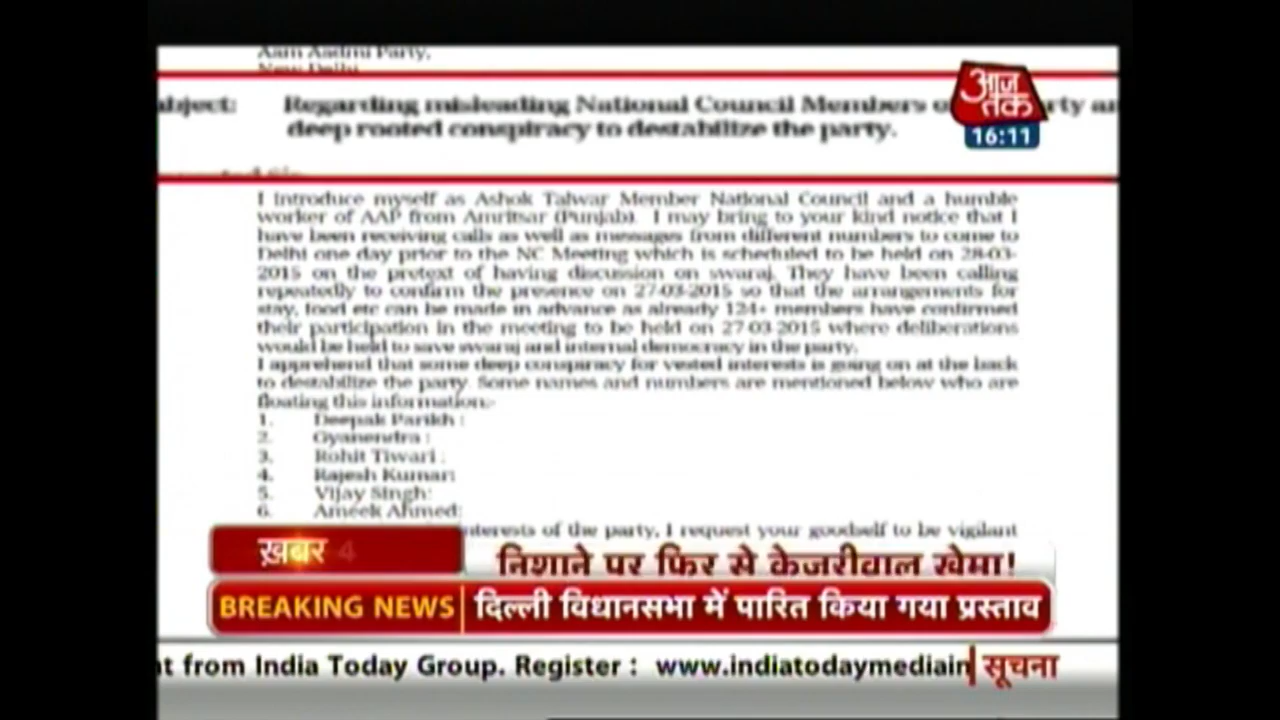 Aam Aadmi Party,
New Delhi
bject: Regarding misleading National Council Members o rty an
deep rooted conspiracy to destabilize the party.
आज
तक
16:11
I introduce myself as Ashok Talwar Member National Council and a humble
worker of AAP from Amritsar (Punjab). I may bring to your kind notice that I
have been receiving calls as well as messages from different numbers to come to
Delhi one day prior to the NC Meeting which is scheduled to be held on 28-03-
2015 on the pretext of having discussion on swaraj. They have been calling
repeatedly to confirm the presence on 27-03-2015 so that the arrangements for
stay, food etc can be made in advance as already 124+ members have confirmed
their participation in the meeting to be held on 27-03-2015 where deliberations
would be held to save swaraj and internal democracy in the party.
I apprehend that some deep conspiracy for vested interests is going on at the back
to destabilize the party. Some names and numbers are mentioned below who are
floating this information:-
1. Deepak Parikh :
2. Gyanendra :
3. Rohit Tiwari :
4. Rajesh Kumar:
5. Vijay Singh:
6. Ameek Ahmed:
nterests of the party, I request your goodself to be vigilant
ख़बर 4
निशाने पर फिर से केजरीवाल खेमा!
BREAKING NEWS दिल्ली विधानसभा में पारित किया गया प्रस्ताव
t from India Today Group. Register : www.indiatodaymediain सूचना